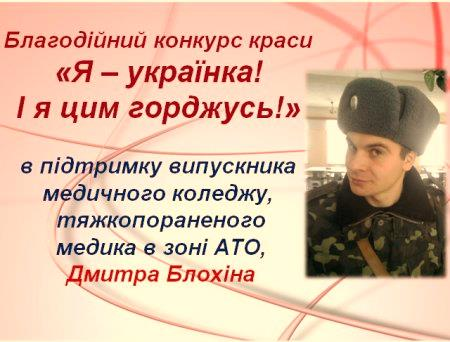 Благодійний конкурс краси
«Я – українка!
І я цим горджусь!»
в підтримку випускника
медичного коледжу,
тяжкопораненого
медика в зоні АТО,
Дмитра Блохіна